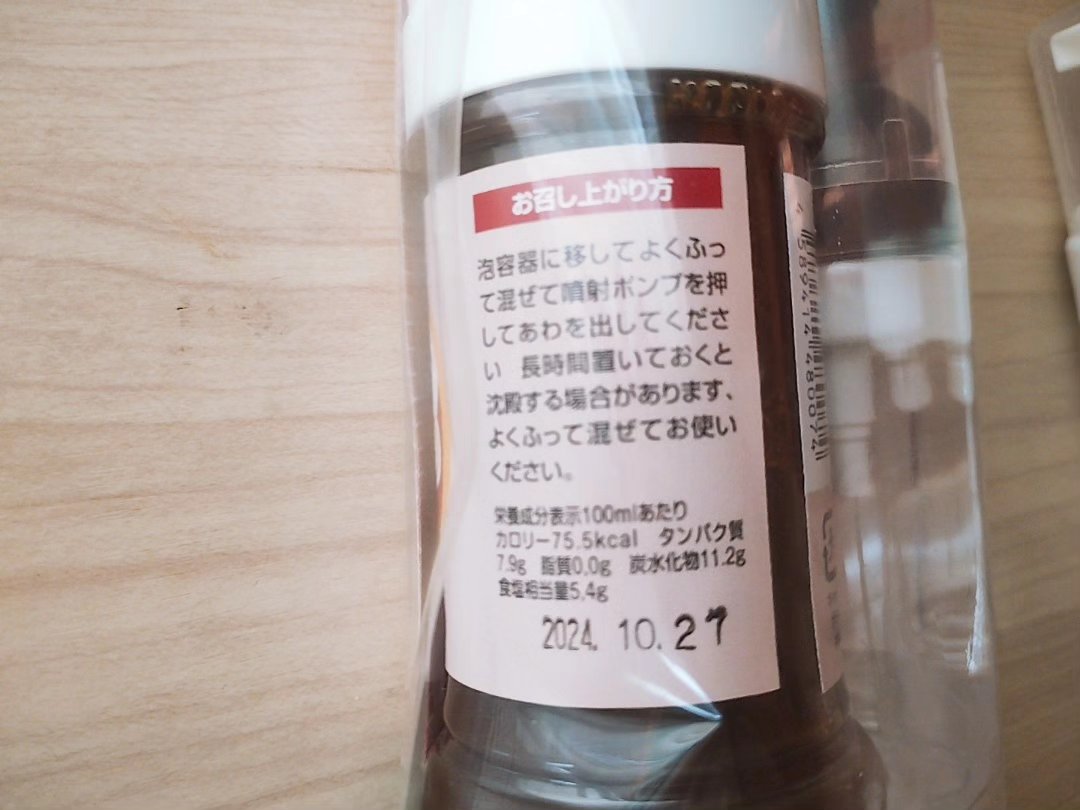 お召し上がり方
泡容器に移してよくふっ
て混ぜて噴射ポンプを押
してあわを出してくださ
い 長時間置いておくと
沈殿する場合があります、
よくふって混ぜてお使い
ください。
栄養成分表示100mlあたり
カロリー75.5kcal タンパク質
7.9g 脂質0.0g 炭水化物11.2g
食塩相当量5.4g
2024.10.27
4 589414 480074